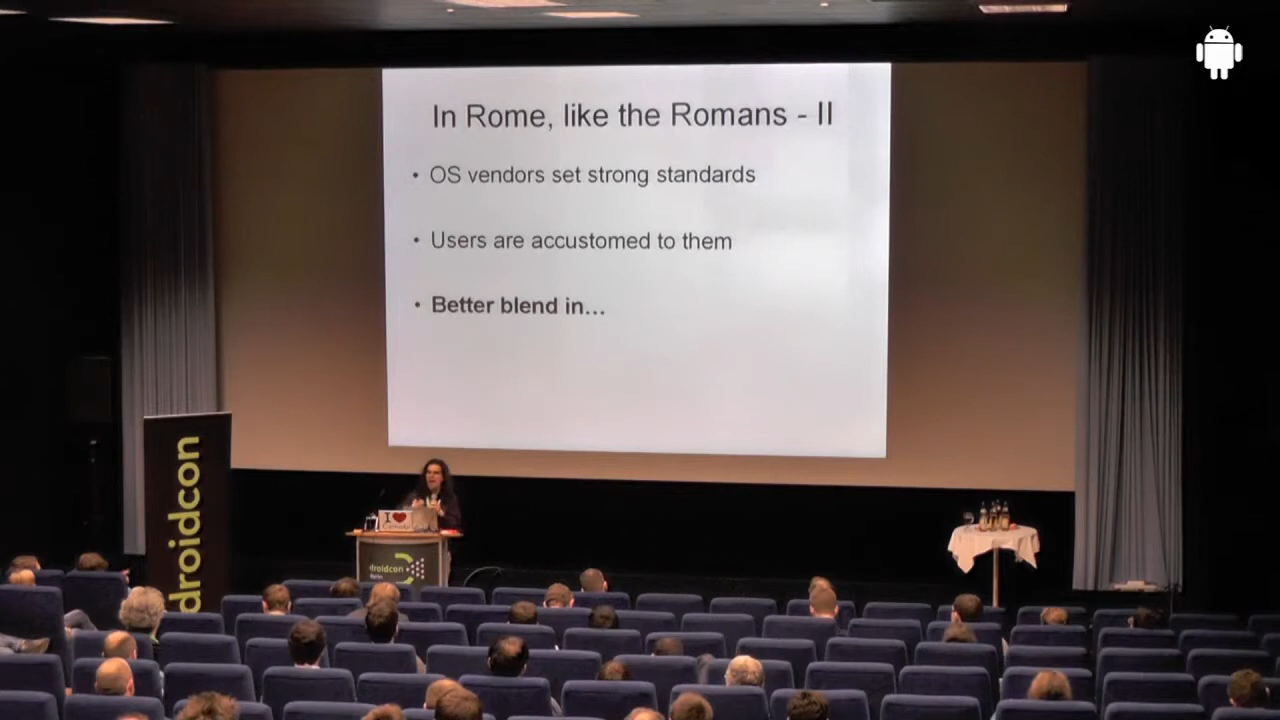 In Rome, like the Romans - II
• OS vendors set strong standards
• Users are accustomed to them
• Better blend in...
droidcon
I ❤
droidcon